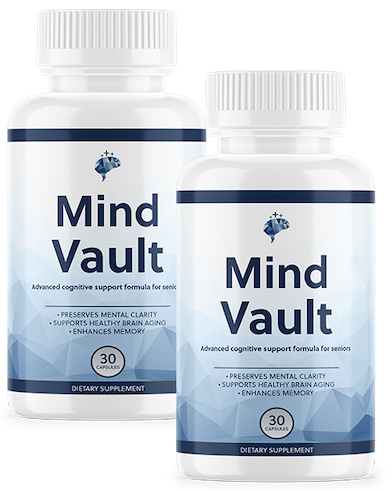 Mind
Vault
Advanced cognitive support formula for senio
• PRESERVES MENTAL CLARITY
• SUPPORTS HEALTHY BRAIN AGING
• ENHANCES MEMORY
30
CAPSULES
DIETARY SUPPLEMENT
Mind
Vault
Advanced cognitive support formula for seniors
• PRESERVES MENTAL CLARITY
• SUPPORTS HEALTHY BRAIN AGING
• ENHANCES MEMORY
30
CAPSULES
DIETARY SUPPLEMENT